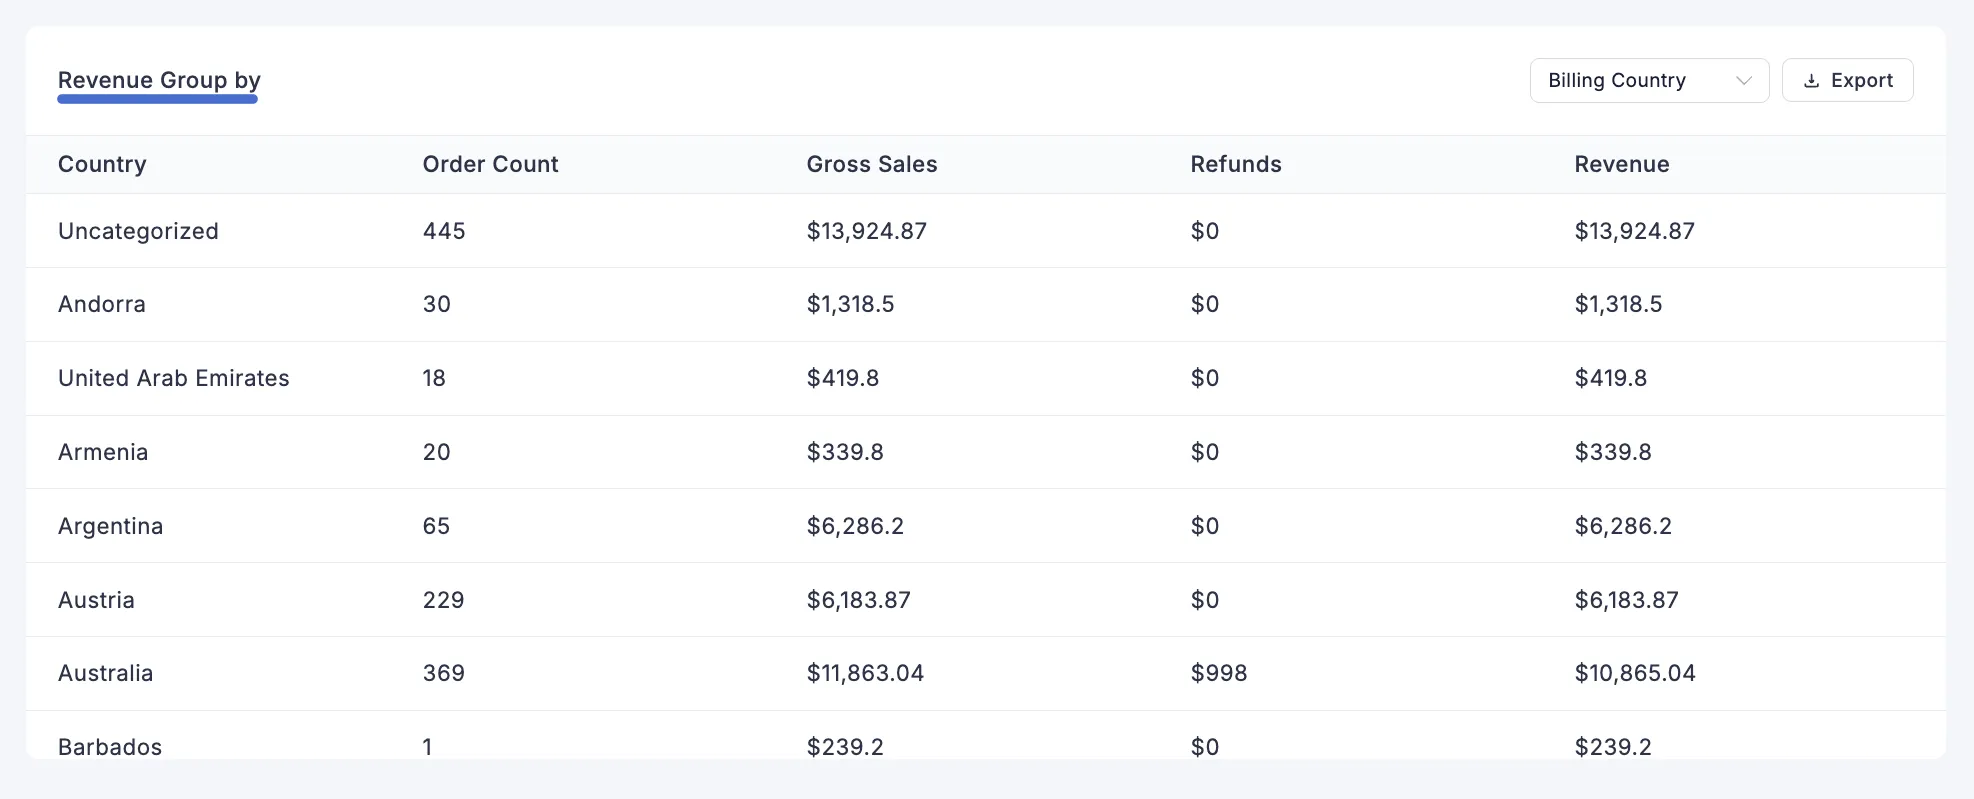 Revenue Group by
Billing Country Export
Country Order Count Gross Sales Refunds Revenue
Uncategorized 445 $13,924.87 $0 $13,924.87
Andorra 30 $1,318.5 $0 $1,318.5
United Arab Emirates 18 $419.8 $0 $419.8
Armenia 20 $339.8 $0 $339.8
Argentina 65 $6,286.2 $0 $6,286.2
Austria 229 $6,183.87 $0 $6,183.87
Australia 369 $11,863.04 $998 $10,865.04
Barbados 1 $239.2 $0 $239.2